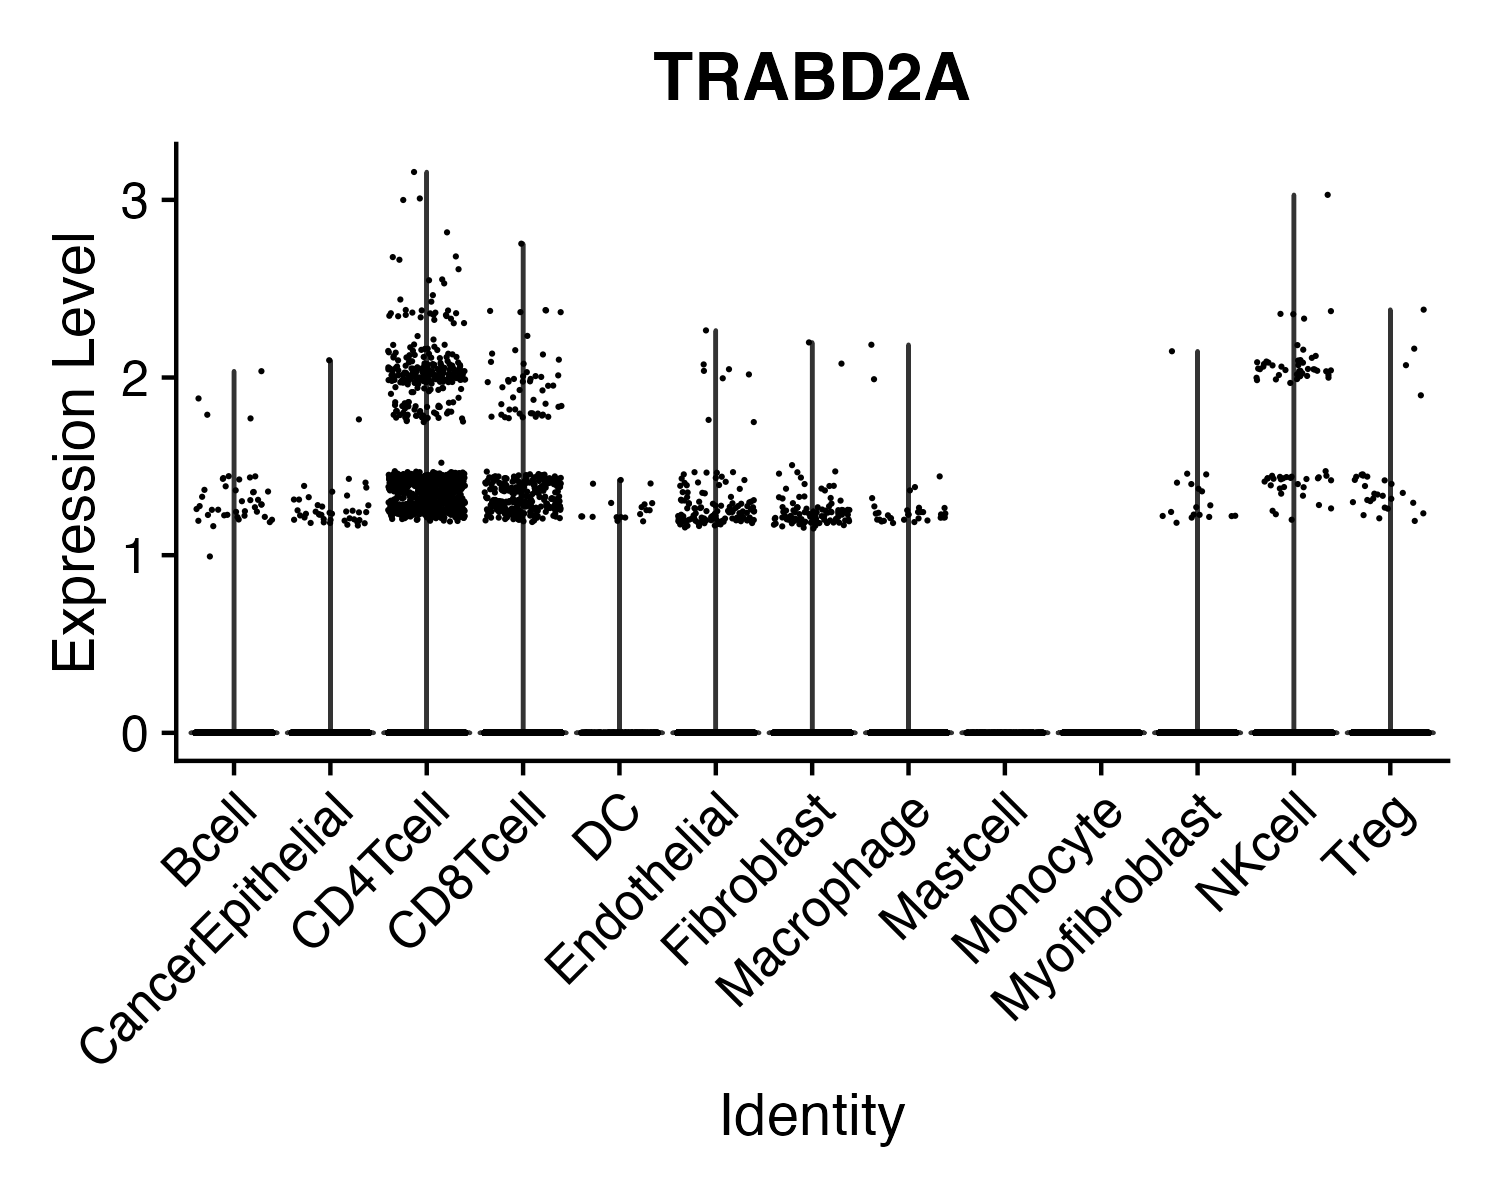 TRABD2A
Expression Level
3
2
1
0
Bcell
CancerEpithelial
CD4Tcell
CD8Tcell
DC
Endothelial
Fibroblast
Macrophage
Mastcell
Monocyte
Myofibroblast
NKcell
Treg
Identity